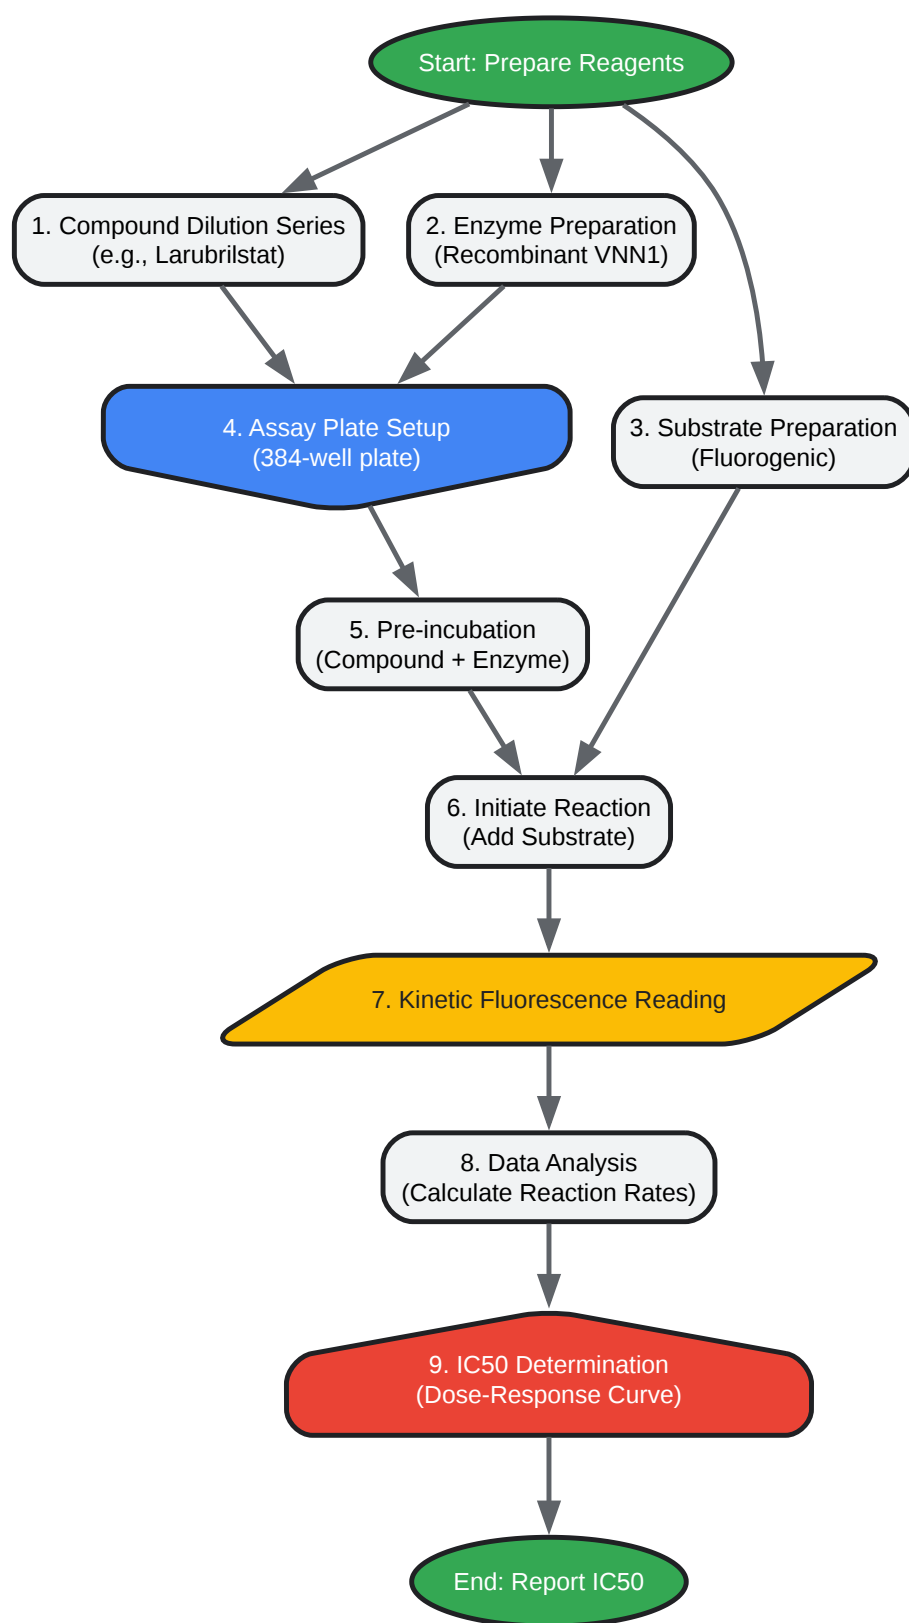 Start: Prepare Reagents
1. Compound Dilution Series
(e.g., Larubrilstat)
2. Enzyme Preparation
(Recombinant VNN1)
4. Assay Plate Setup
(384-well plate)
3. Substrate Preparation
(Fluorogenic)
5. Pre-incubation
(Compound + Enzyme)
6. Initiate Reaction
(Add Substrate)
7. Kinetic Fluorescence Reading
8. Data Analysis
(Calculate Reaction Rates)
9. IC50 Determination
(Dose-Response Curve)
End: Report IC50